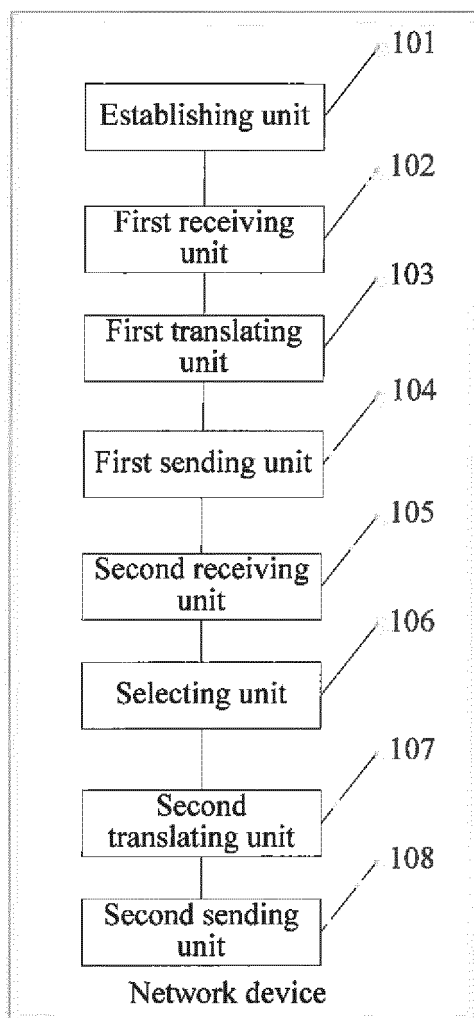 101
Establishing unit
102
First receiving
unit
103
First translating
unit
104
First sending unit
105
Second receiving
unit
106
Selecting unit
107
Second
translating unit
108
Second sending
unit
Network device